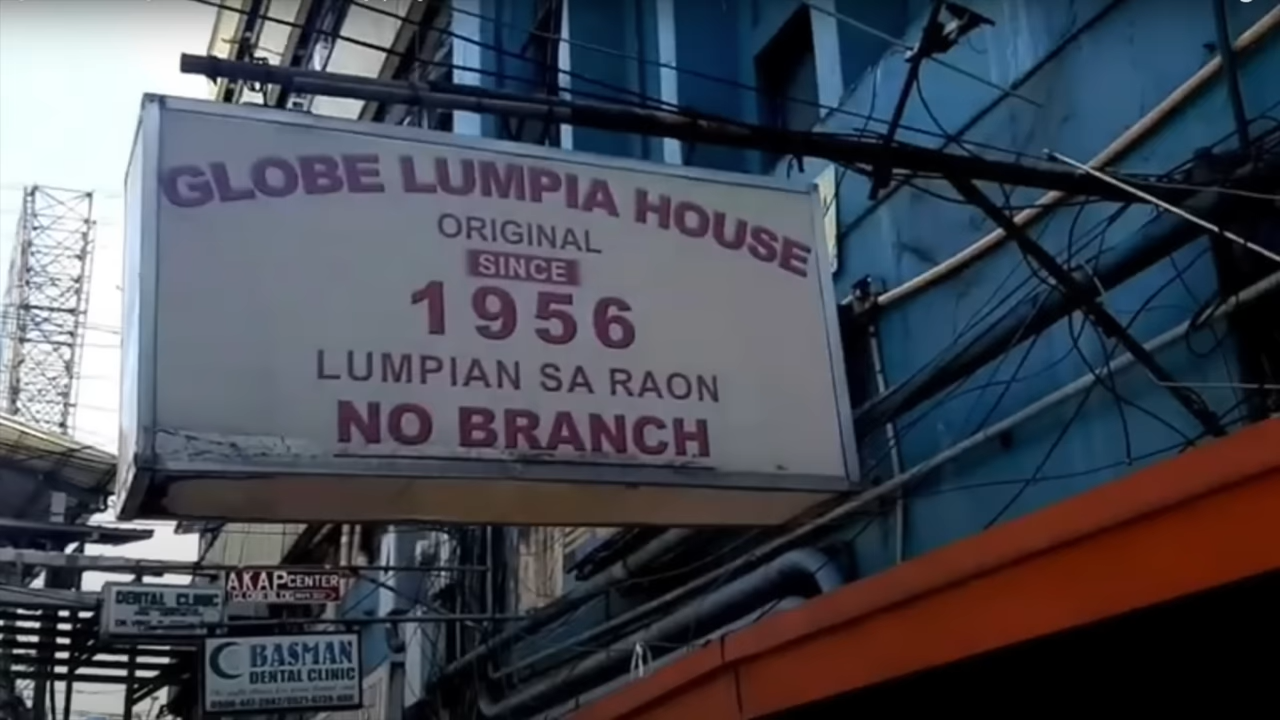 GLOBE LUMPIA HOUSE
ORIGINAL
SINCE
1956
LUMPIAN SA RAON
NO BRANCH
AKAP CENTER
DENTAL CLINIC
BASMAN
DENTAL CLINIC